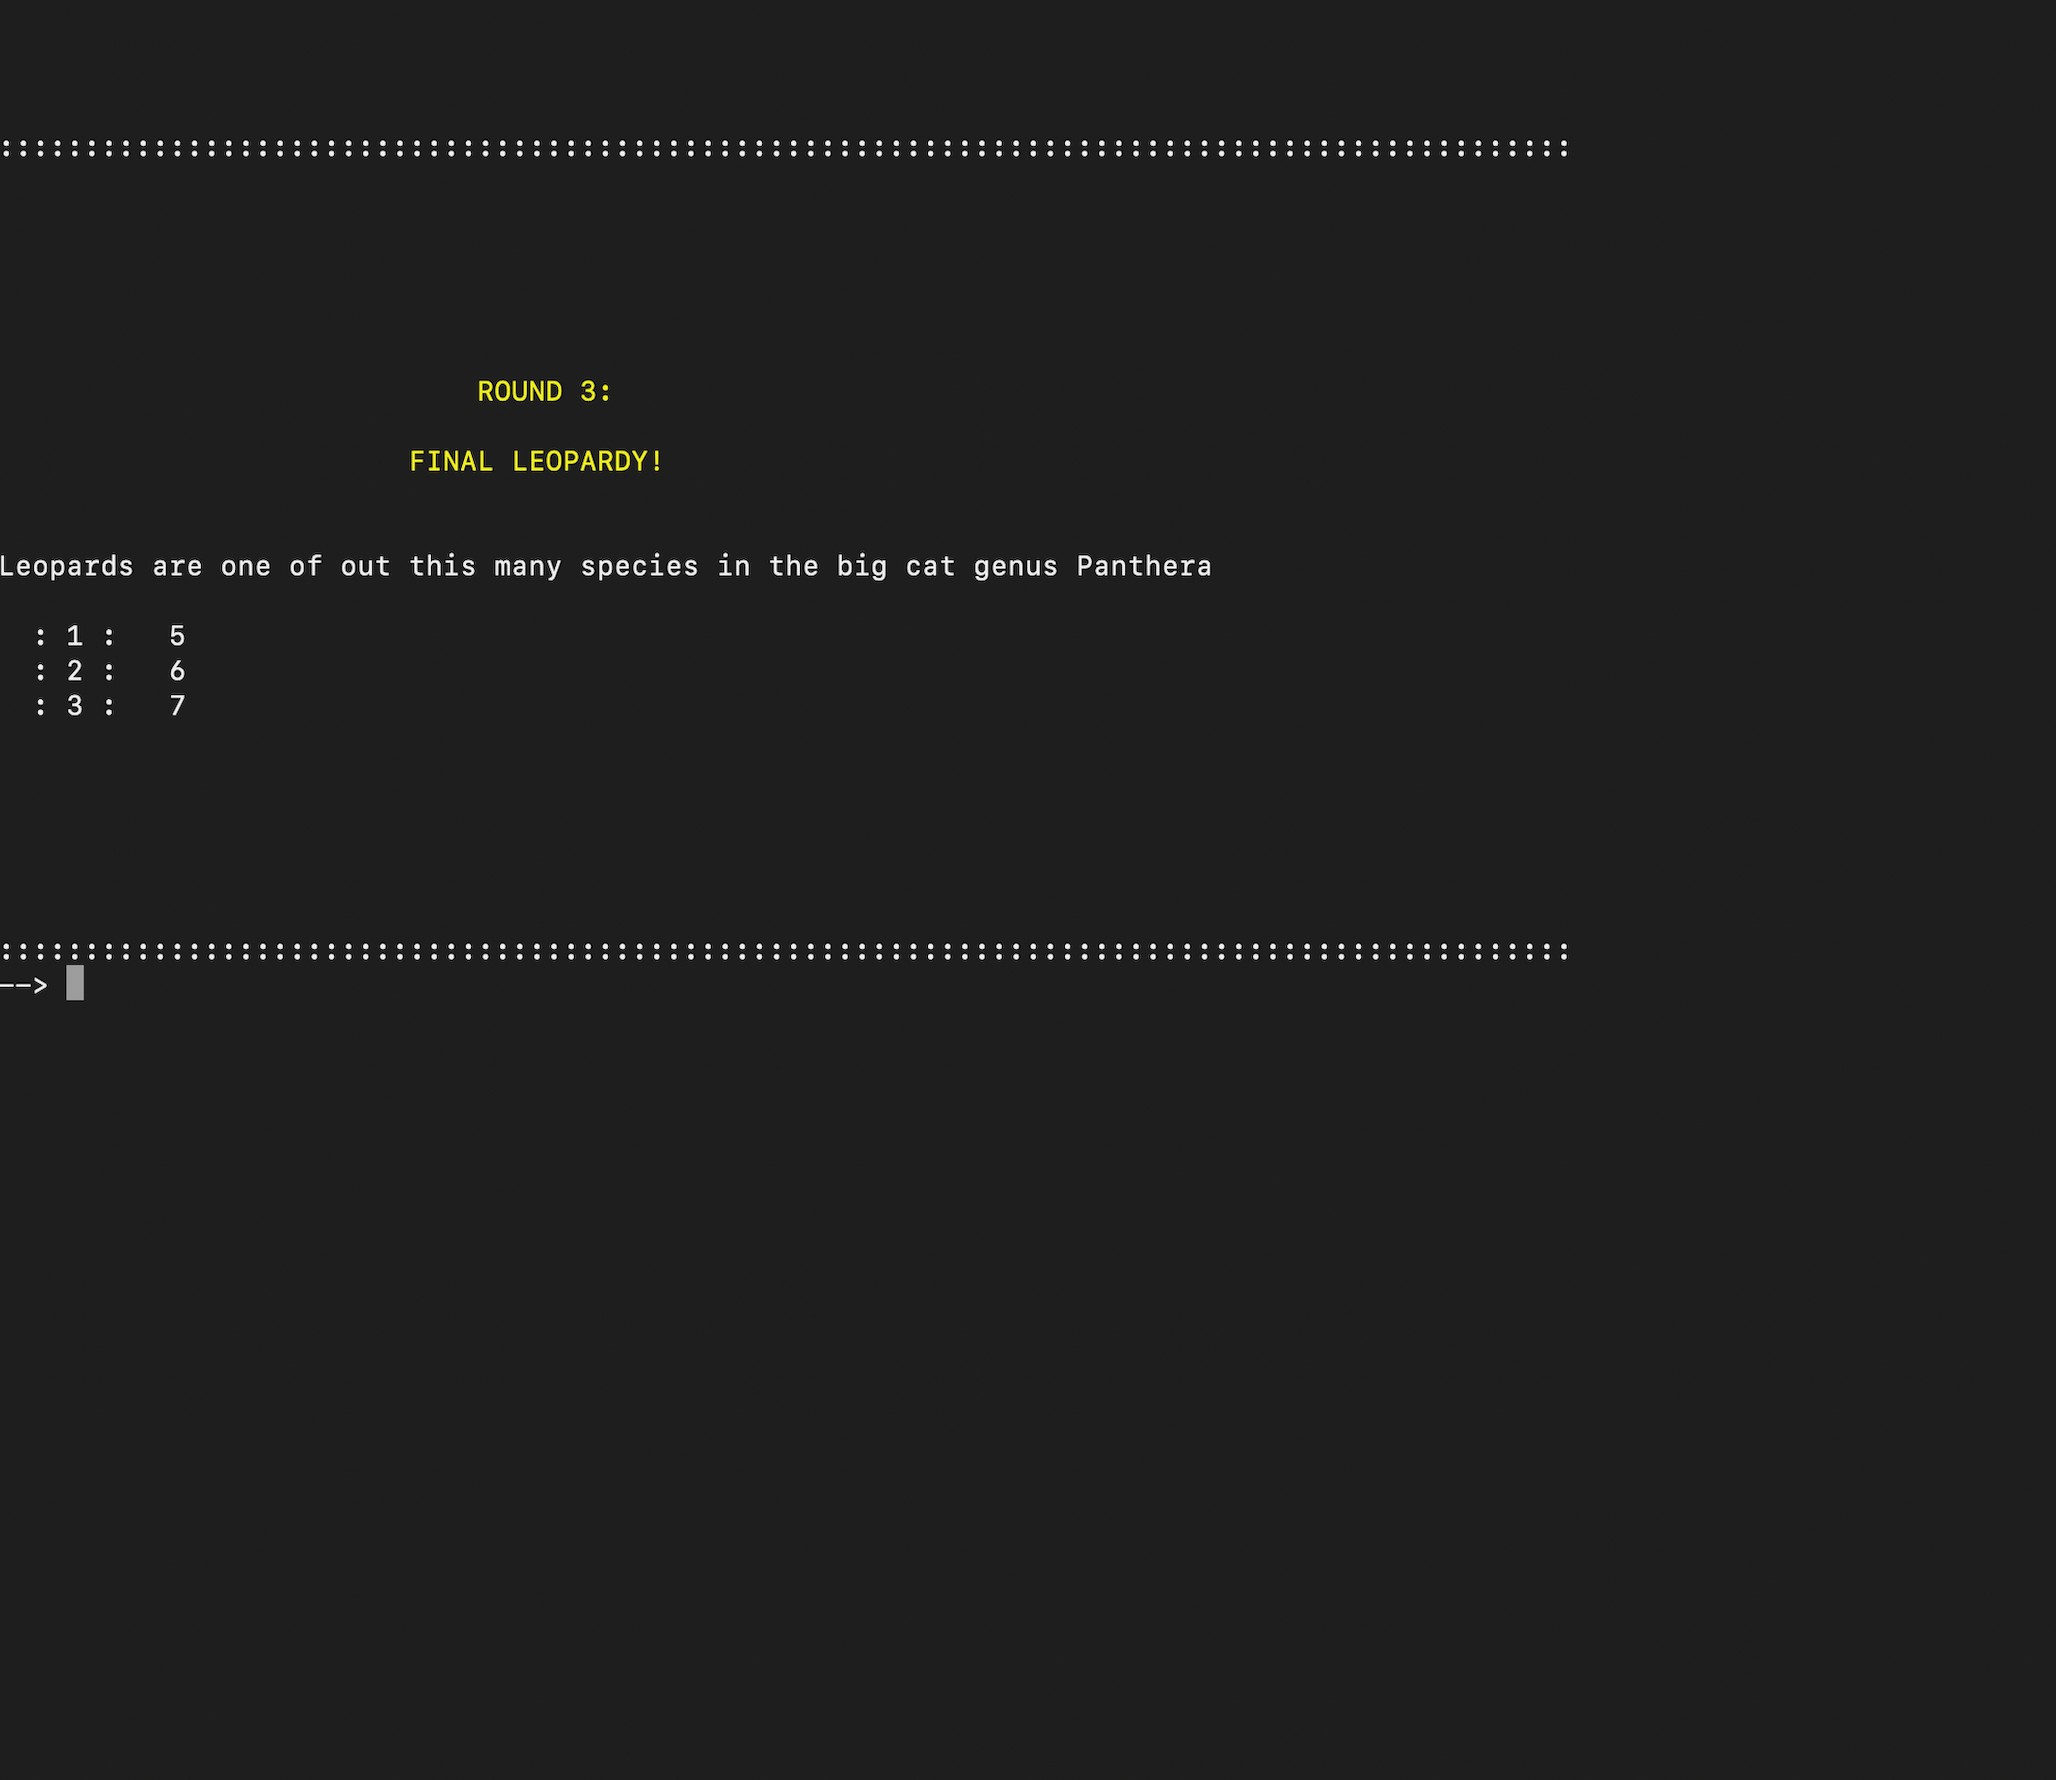 ::::::::::::::::::::::::::::::::::::::::::::::::::::::::::::::::::::::::::::::::::::::::::::
ROUND 3:
FINAL LEOPARDY!
Leopards are one of out this many species in the big cat genus Panthera
: 1 :   5
: 2 :   6
: 3 :   7
::::::::::::::::::::::::::::::::::::::::::::::::::::::::::::::::::::::::::::::::::::::::::::
-->